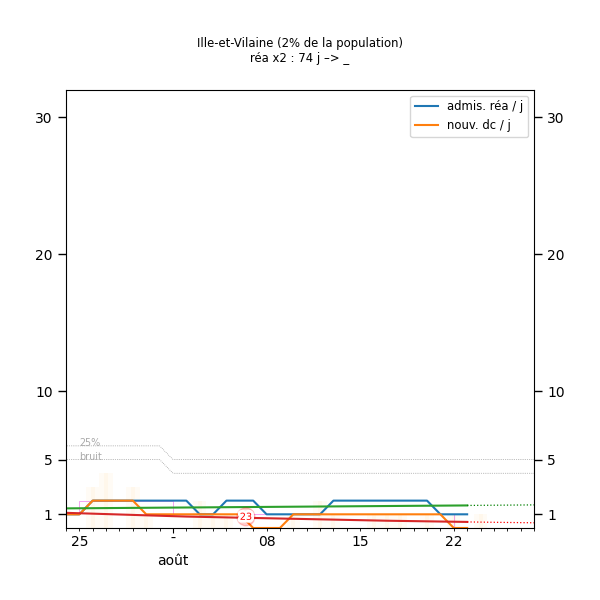 Ille-et-Vilaine (2% de la population)
réa x2 : 74 j –> _
admis. réa / j
nouv. dc / j
30
30
20
20
10
10
25%
bruit
5
5
23
1
1
25
-
08
15
22
août